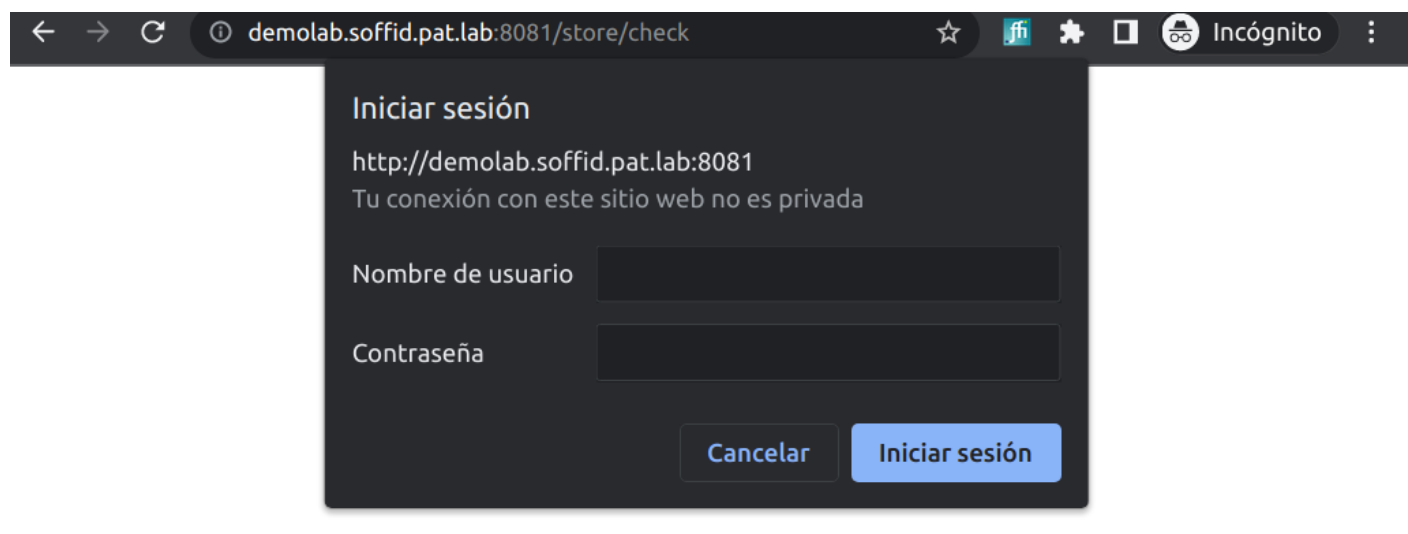 demolab.soffid.pat.lab:8081/store/check
ffi
Incógnito
Iniciar sesión
http://demolab.soffid.pat.lab:8081
Tu conexión con este sitio web no es privada
Nombre de usuario
Contraseña
Cancelar
Iniciar sesión